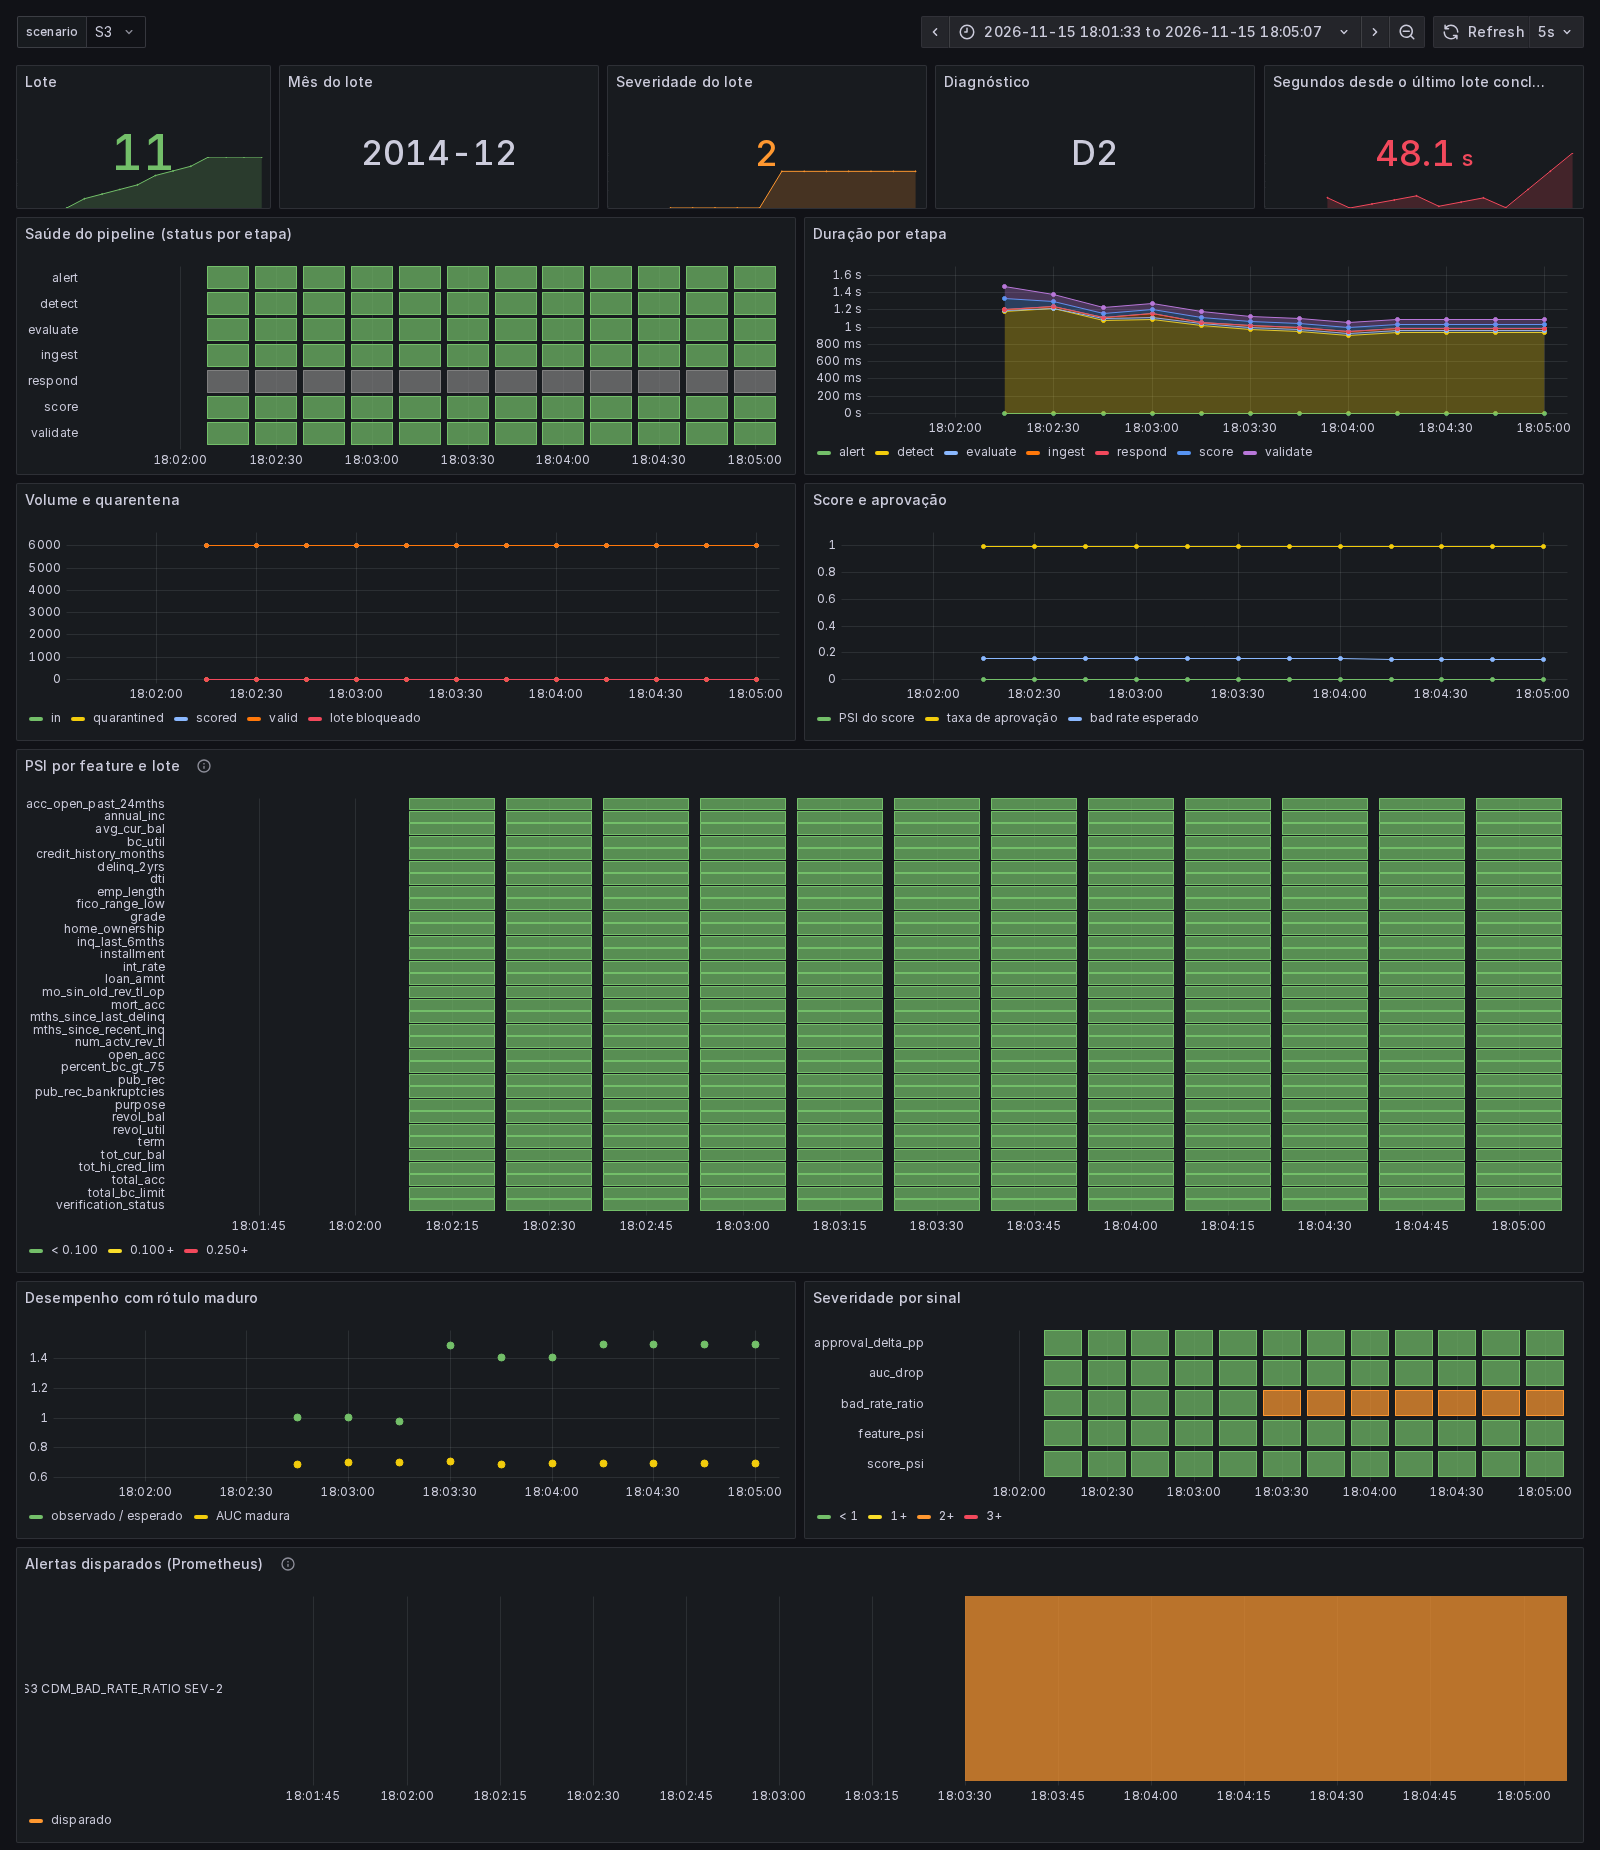 scenario S3 2026-11-15 18:01:33 to 2026-11-15 18:05:07 Refresh 5s
Lote
11
Mês do lote
2014-12
Severidade do lote
2
Diagnóstico
D2
Segundos desde o último lote concl...
48.1 s
Saúde do pipeline (status por etapa)
alert
detect
evaluate
ingest
respond
score
validate
18:02:00 18:02:30 18:03:00 18:03:30 18:04:00 18:04:30 18:05:00
Duração por etapa
1.6 s
1.4 s
1.2 s
1 s
800 ms
600 ms
400 ms
200 ms
0 s
18:02:00 18:02:30 18:03:00 18:03:30 18:04:00 18:04:30 18:05:00
alert detect evaluate ingest respond score validate
Volume e quarentena
6000
5000
4000
3000
2000
1000
0
18:02:00 18:02:30 18:03:00 18:03:30 18:04:00 18:04:30 18:05:00
in quarantined scored valid lote bloqueado
Score e aprovação
1
0.8
0.6
0.4
0.2
0
18:02:00 18:02:30 18:03:00 18:03:30 18:04:00 18:04:30 18:05:00
PSI do score taxa de aprovação bad rate esperado
PSI por feature e lote
acc_open_past_24mths
annual_inc
avg_cur_bal
bc_util
credit_history_months
delinq_2yrs
dti
emp_length
fico_range_low
grade
home_ownership
inq_last_6mths
installment
int_rate
loan_amnt
mo_sin_old_rev_tl_op
mort_acc
mths_since_last_delinq
mths_since_recent_inq
num_actv_rev_tl
open_acc
percent_bc_gt_75
pub_rec
pub_rec_bankruptcies
purpose
revol_bal
revol_util
term
tot_cur_bal
tot_hi_cred_lim
total_acc
total_bc_limit
verification_status
18:01:45 18:02:00 18:02:15 18:02:30 18:02:45 18:03:00 18:03:15 18:03:30 18:03:45 18:04:00 18:04:15 18:04:30 18:04:45 18:05:00
< 0.100 0.100+ 0.250+
Desempenho com rótulo maduro
1.4
1.2
1
0.8
0.6
18:02:00 18:02:30 18:03:00 18:03:30 18:04:00 18:04:30 18:05:00
observado / esperado AUC madura
Severidade por sinal
approval_delta_pp
auc_drop
bad_rate_ratio
feature_psi
score_psi
18:02:00 18:02:30 18:03:00 18:03:30 18:04:00 18:04:30 18:05:00
< 1 1+ 2+ 3+
Alertas disparados (Prometheus)
S3 CDM_BAD_RATE_RATIO SEV-2
18:01:45 18:02:00 18:02:15 18:02:30 18:02:45 18:03:00 18:03:15 18:03:30 18:03:45 18:04:00 18:04:15 18:04:30 18:04:45 18:05:00
disparado